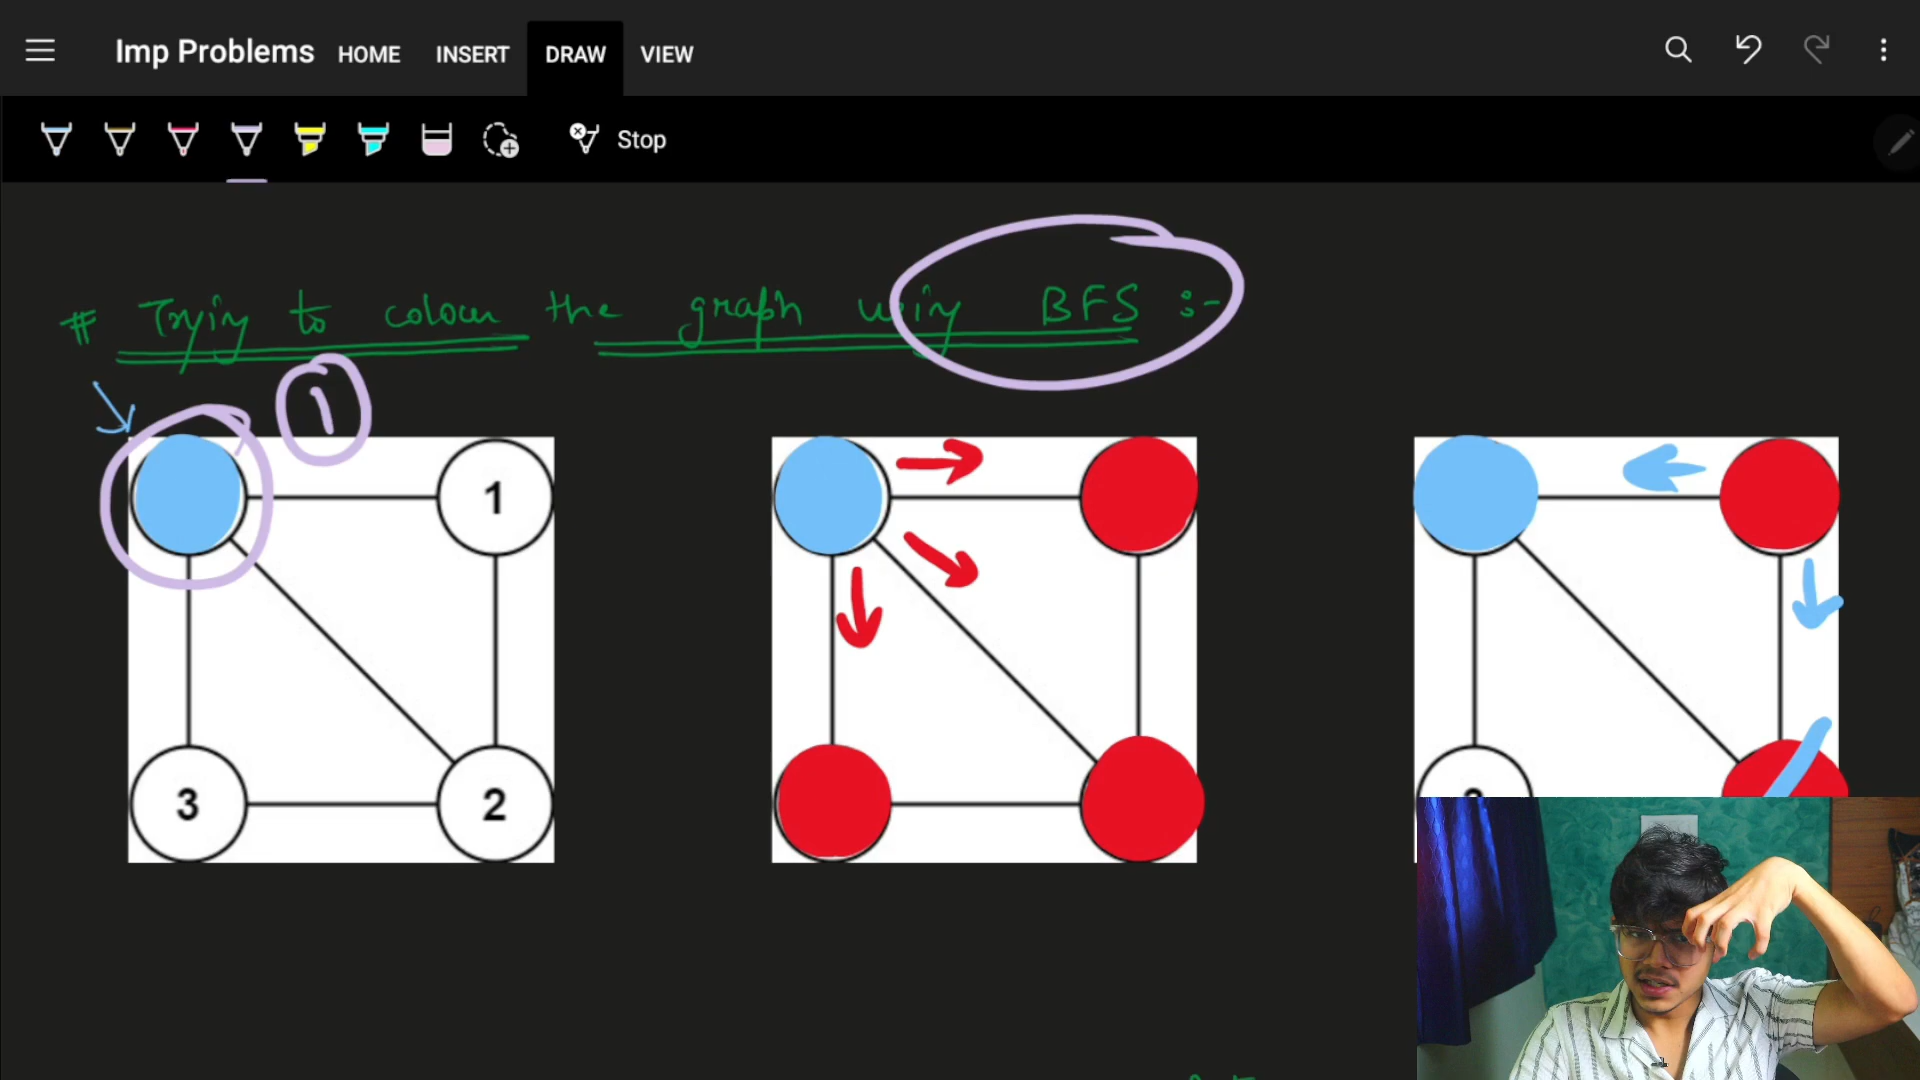 Imp Problems HOME INSERT DRAW VIEW
Stop
# Trying to colour the graph using BFS :-
1
1
3 2